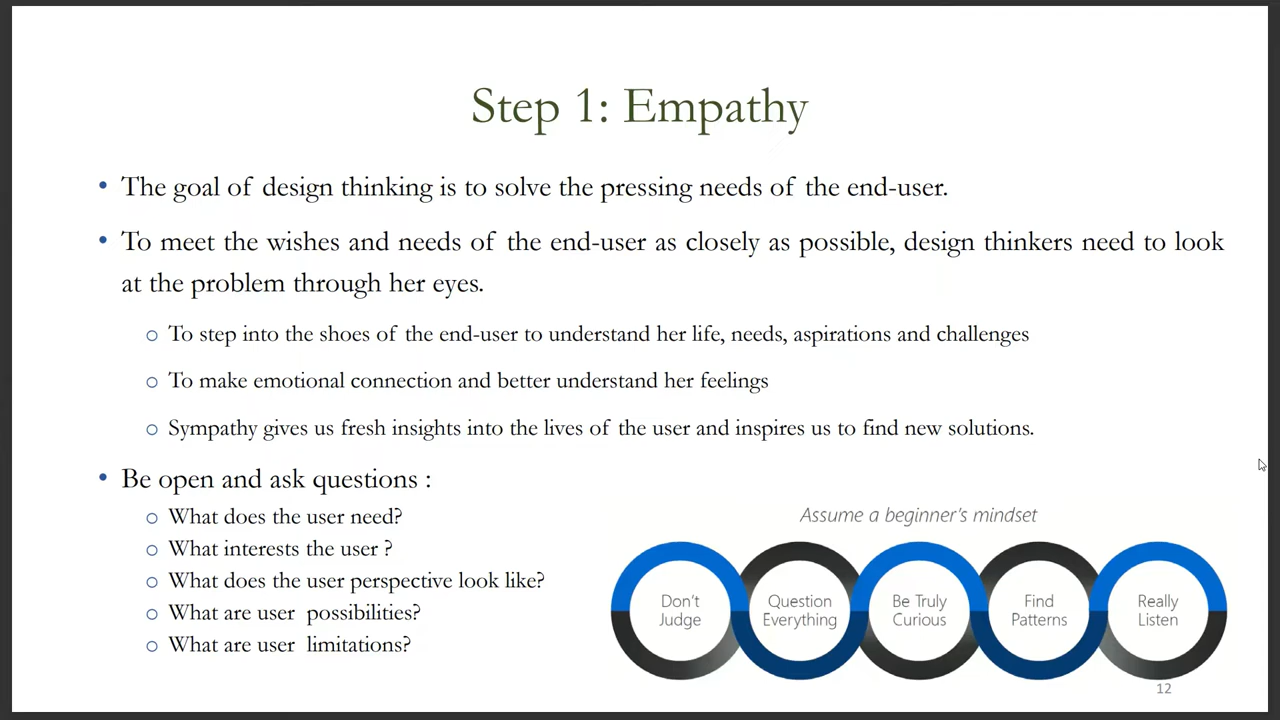 Step 1: Empathy
• The goal of design thinking is to solve the pressing needs of the end-user.
• To meet the wishes and needs of the end-user as closely as possible, design thinkers need to look
at the problem through her eyes.
o To step into the shoes of the end-user to understand her life, needs, aspirations and challenges
o To make emotional connection and better understand her feelings
o Sympathy gives us fresh insights into the lives of the user and inspires us to find new solutions.
• Be open and ask questions :
o What does the user need?
o What interests the user ?
o What does the user perspective look like?
o What are user possibilities?
o What are user limitations?
Assume a beginner's mindset
Don't
Judge
Question
Everything
Be Truly
Curious
Find
Patterns
Really
Listen
12